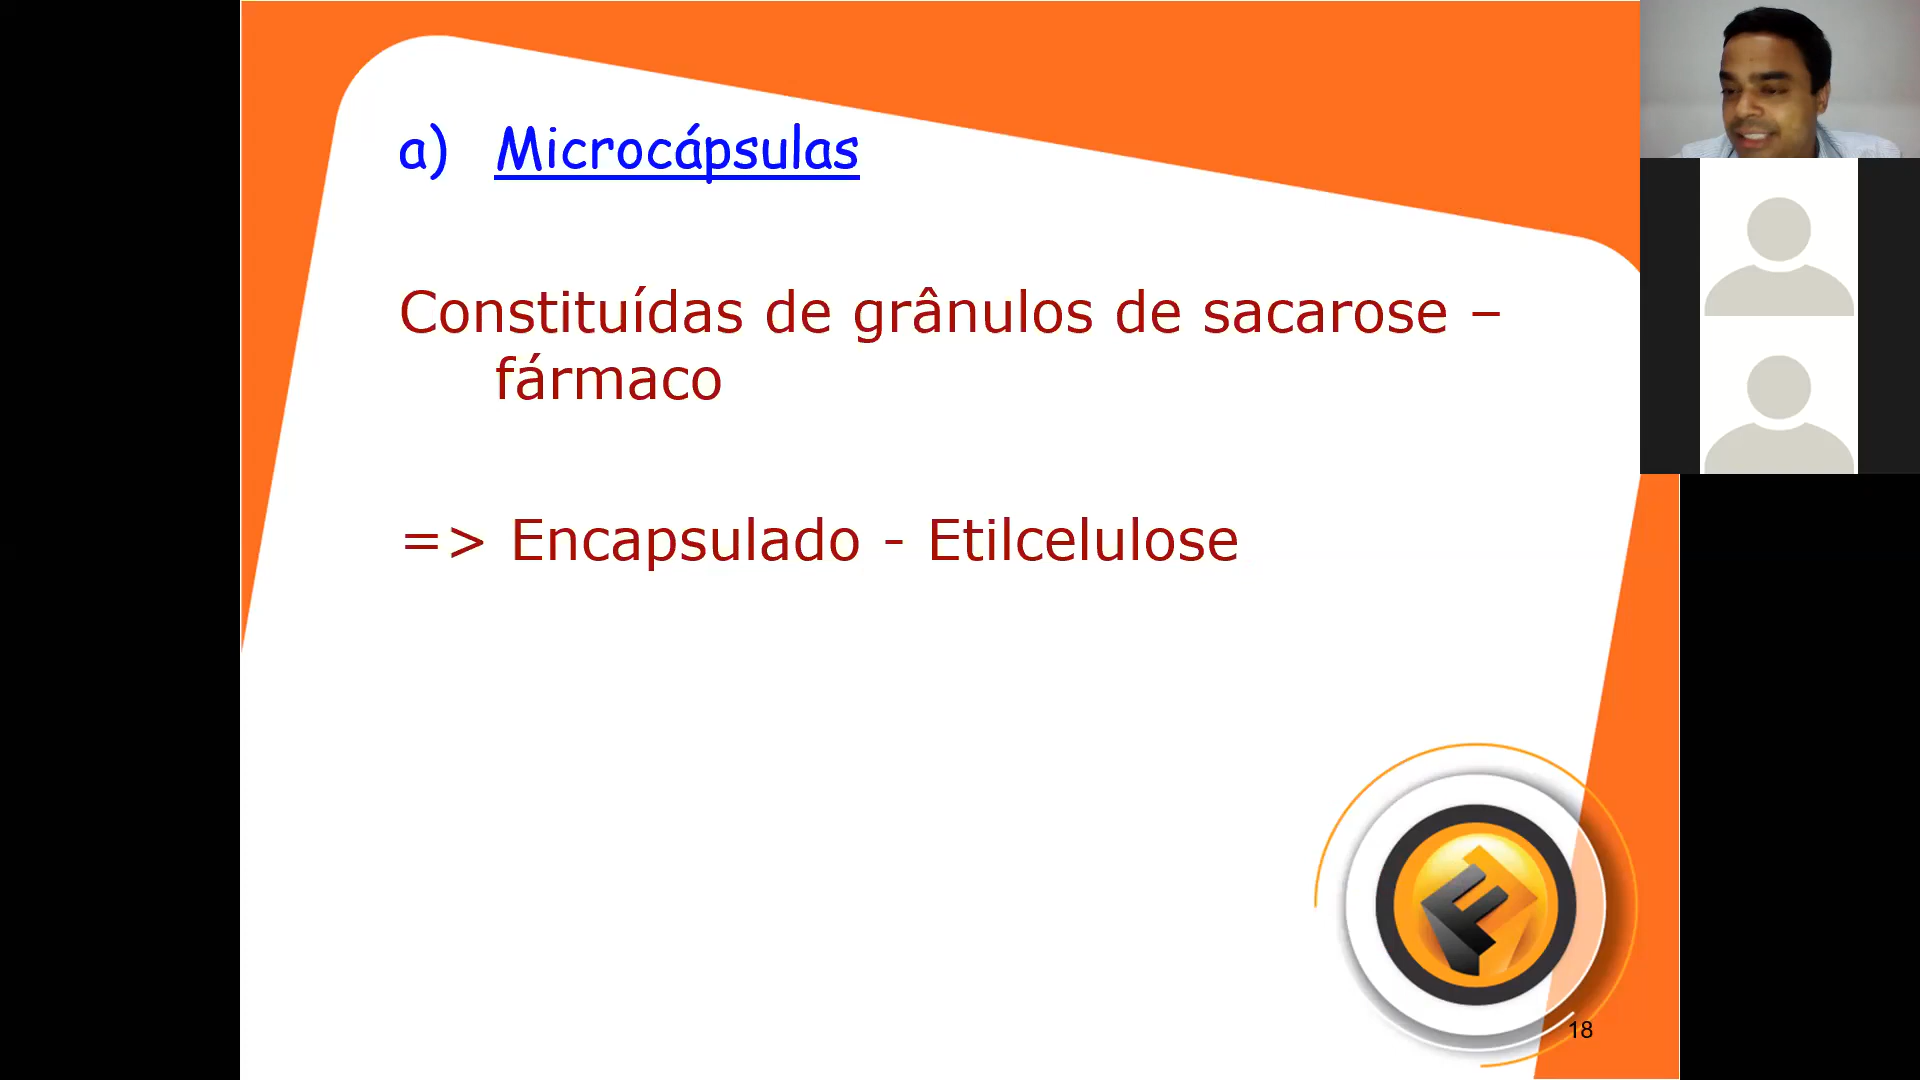 a) Microcápsulas
Constituídas de grânulos de sacarose –
fármaco
=> Encapsulado - Etilcelulose
18